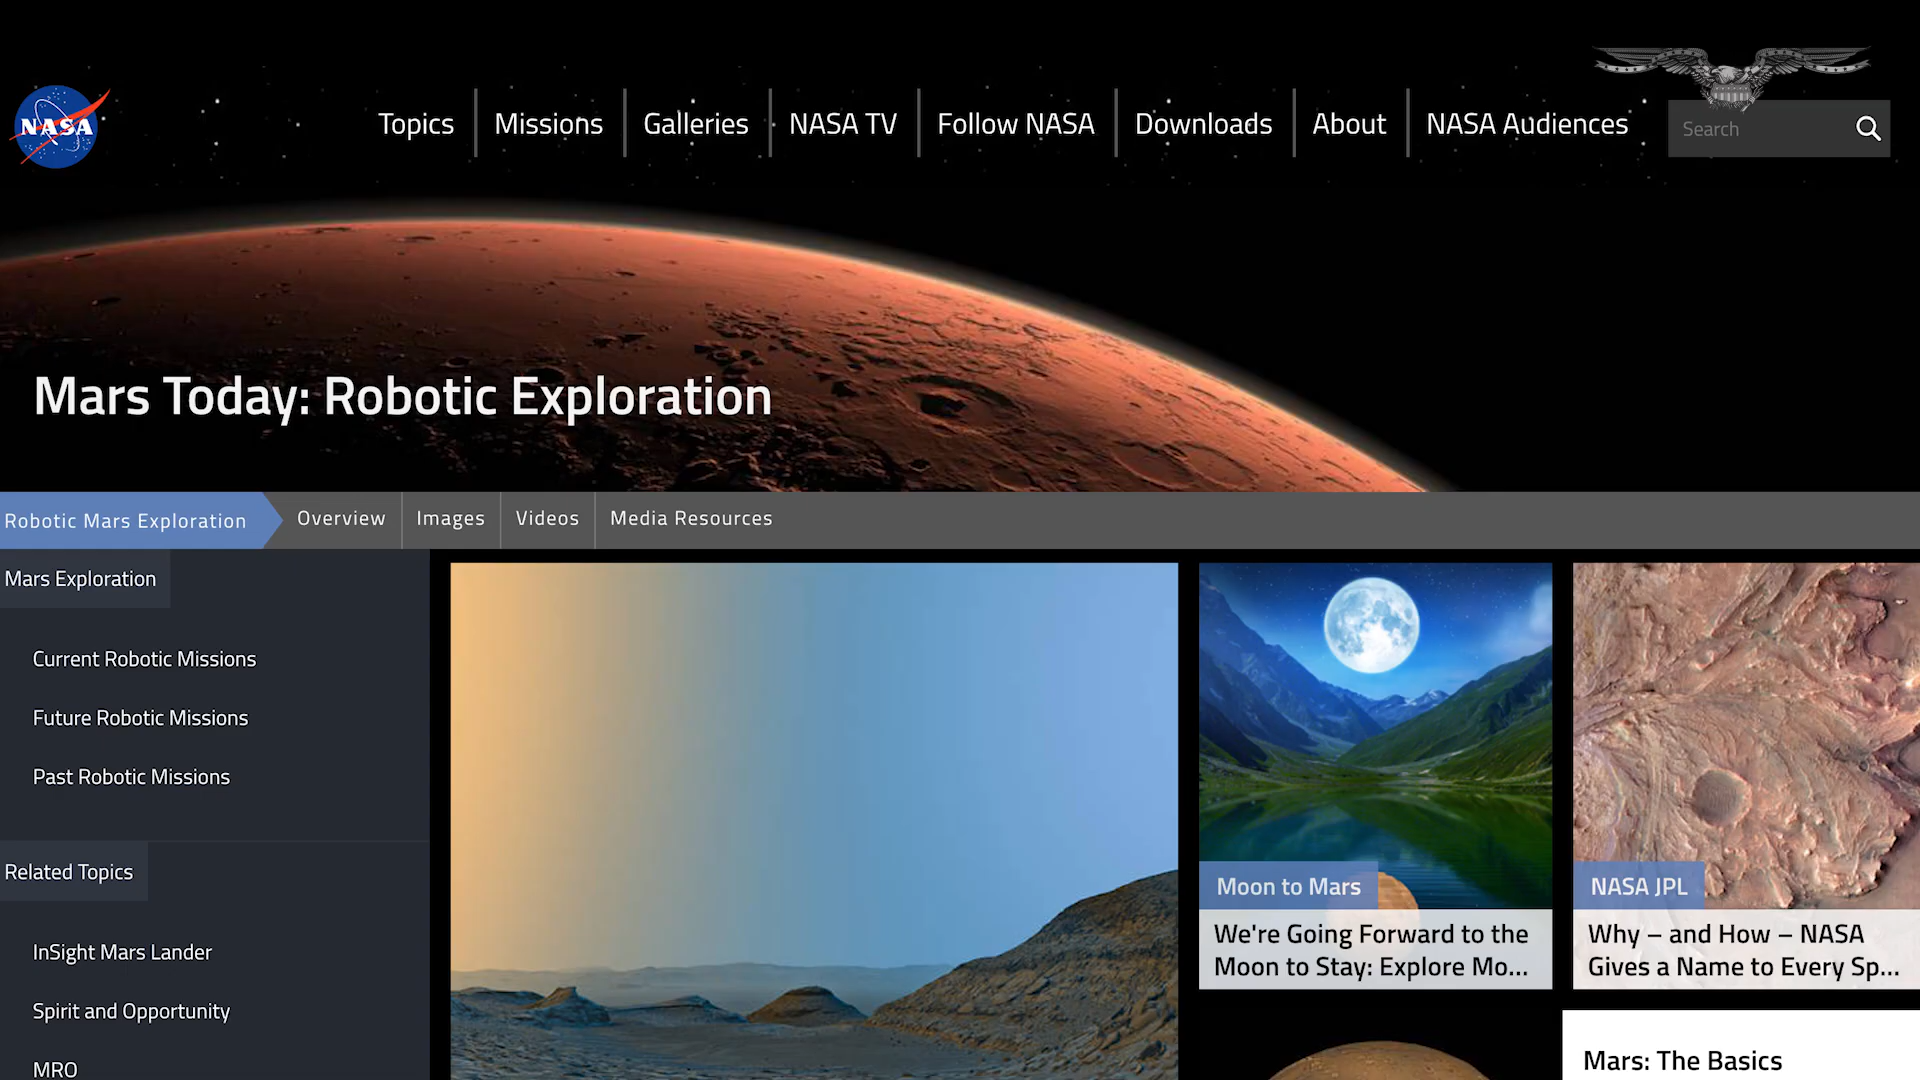 NASA
Topics
Missions
Galleries
NASA TV
Follow NASA
Downloads
About
NASA Audiences
Search
Mars Today: Robotic Exploration
Robotic Mars Exploration
Overview
Images
Videos
Media Resources
Mars Exploration
Current Robotic Missions
Future Robotic Missions
Past Robotic Missions
Related Topics
InSight Mars Lander
Spirit and Opportunity
MRO
Moon to Mars
We're Going Forward to the
Moon to Stay: Explore Mo...
NASA JPL
Why – and How – NASA
Gives a Name to Every Sp...
Mars: The Basics